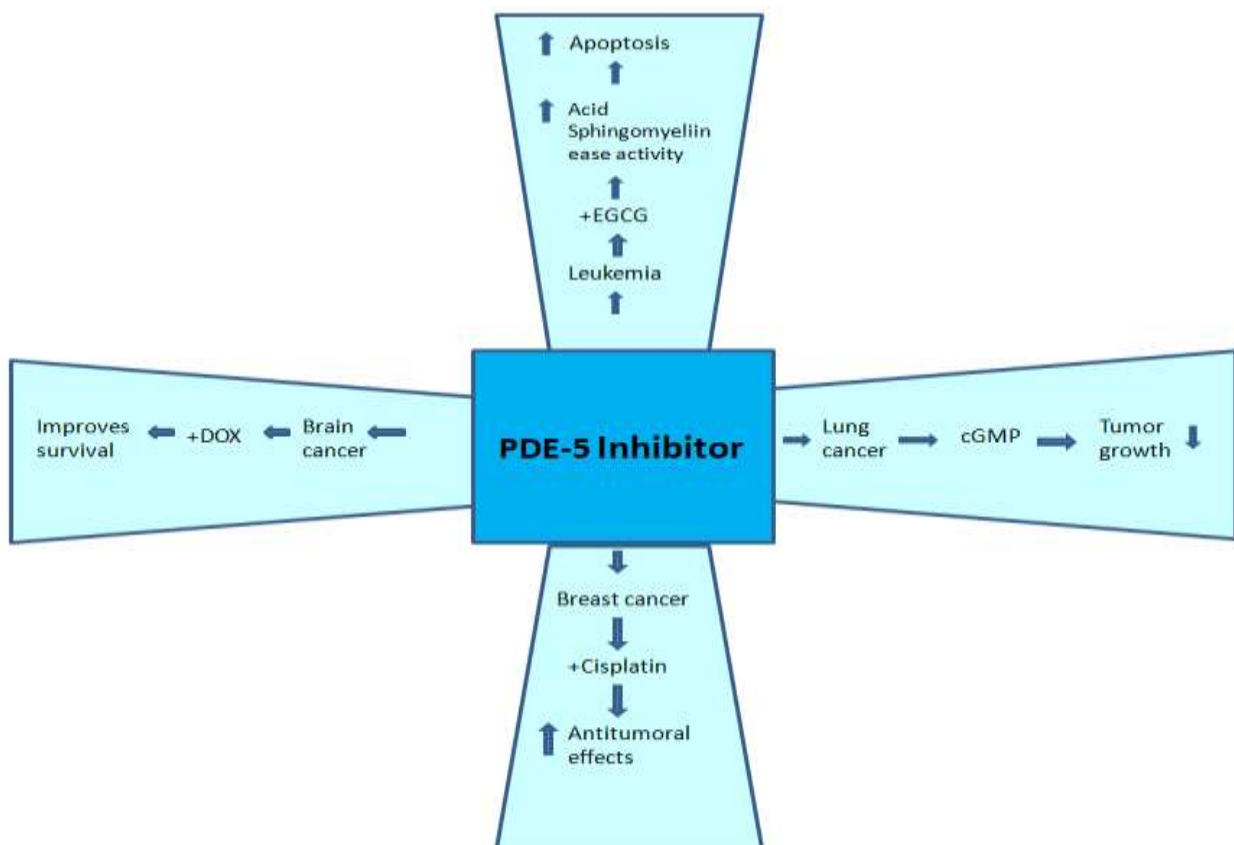 Apoptosis
Acid
Sphingomyeliin
ease activity
+EGCG
Leukemia
Improves
survival
+DOX
Brain
cancer
PDE-5 Inhibitor
Lung
cancer
cGMP
Tumor
growth
Breast cancer
+Cisplatin
Antitumoral
effects